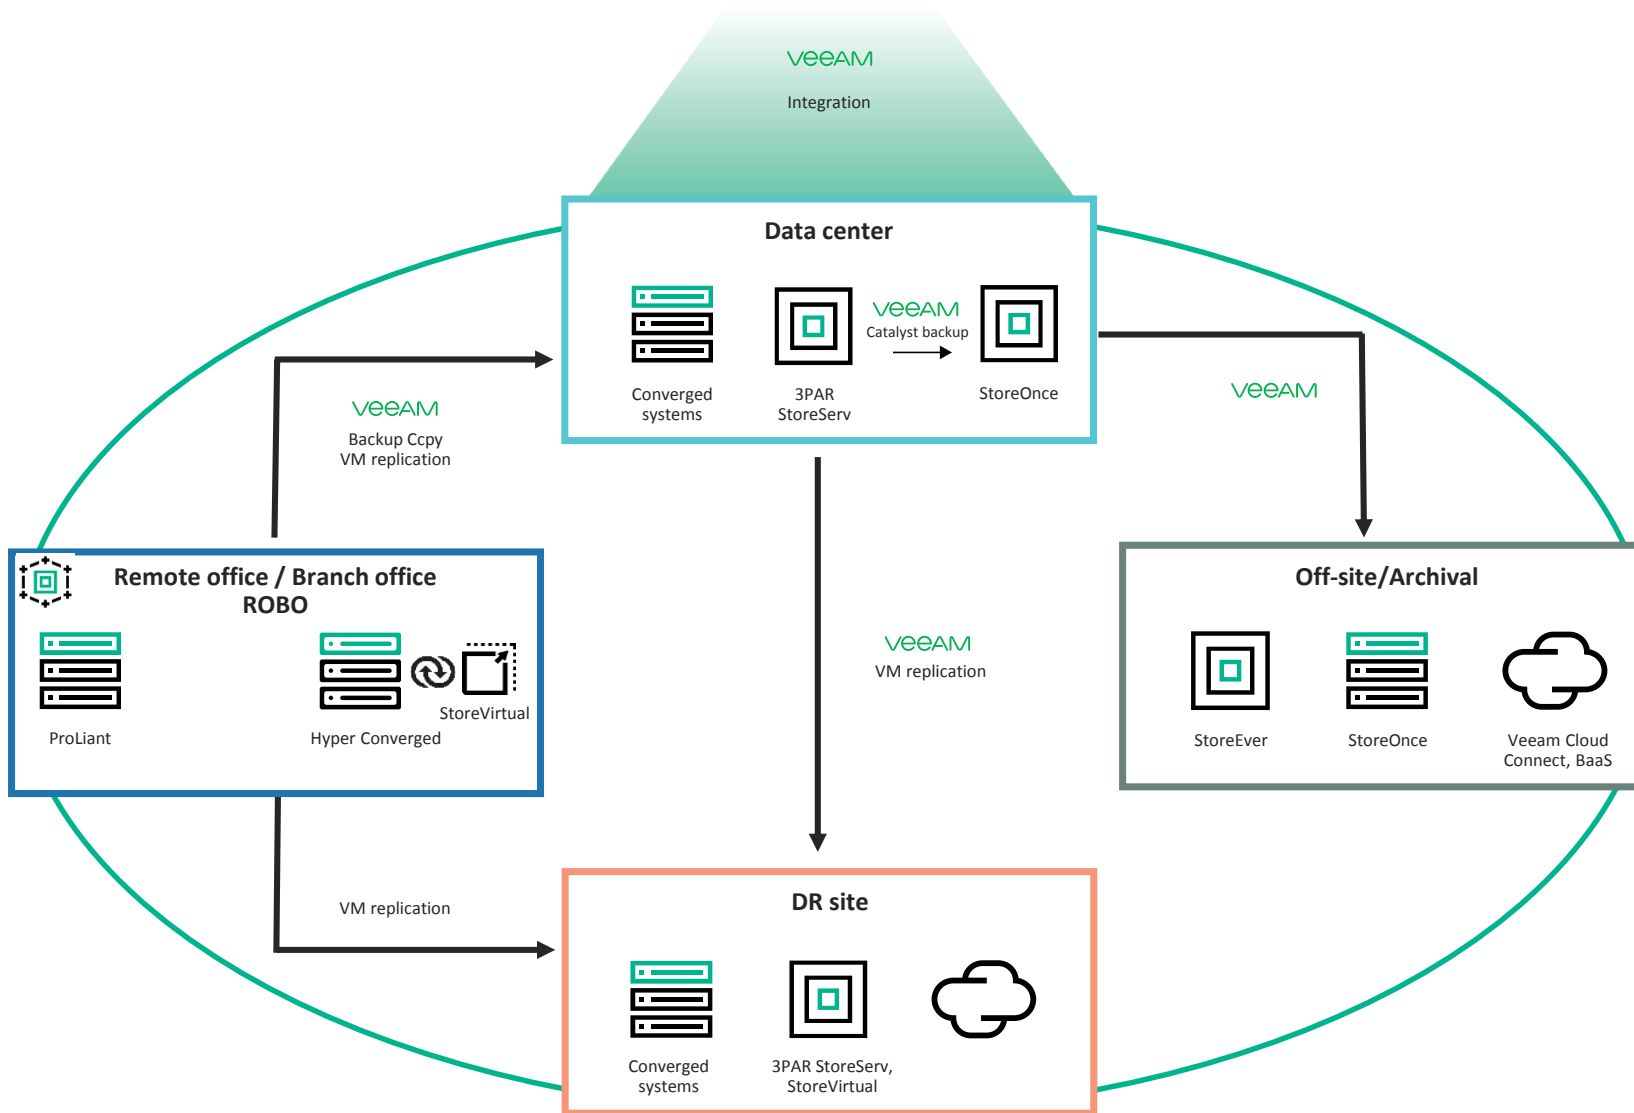 veeAM
Integration
Data center
veeAM
Catalyst backup
Converged
systems
3PAR
StoreServ
StoreOnce
veeAM
Backup Ccpy
VM replication
veeAM
Remote office / Branch office
ROBO
ProLiant
Hyper Converged
StoreVirtual
Off-site/Archival
StoreEver
StoreOnce
Veeam Cloud
Connect, BaaS
veeAM
VM replication
VM replication
DR site
Converged
systems
3PAR StoreServ,
StoreVirtual